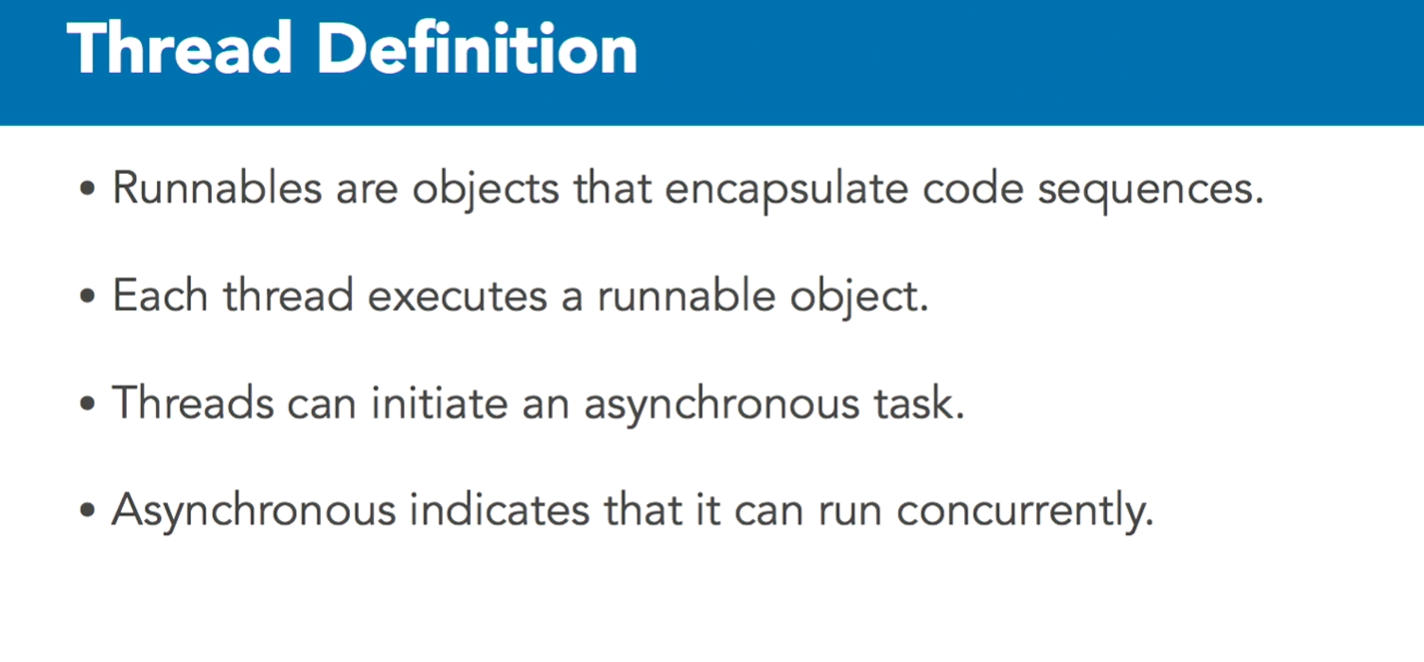 Thread Definition
• Runnables are objects that encapsulate code sequences.
• Each thread executes a runnable object.
• Threads can initiate an asynchronous task.
• Asynchronous indicates that it can run concurrently.